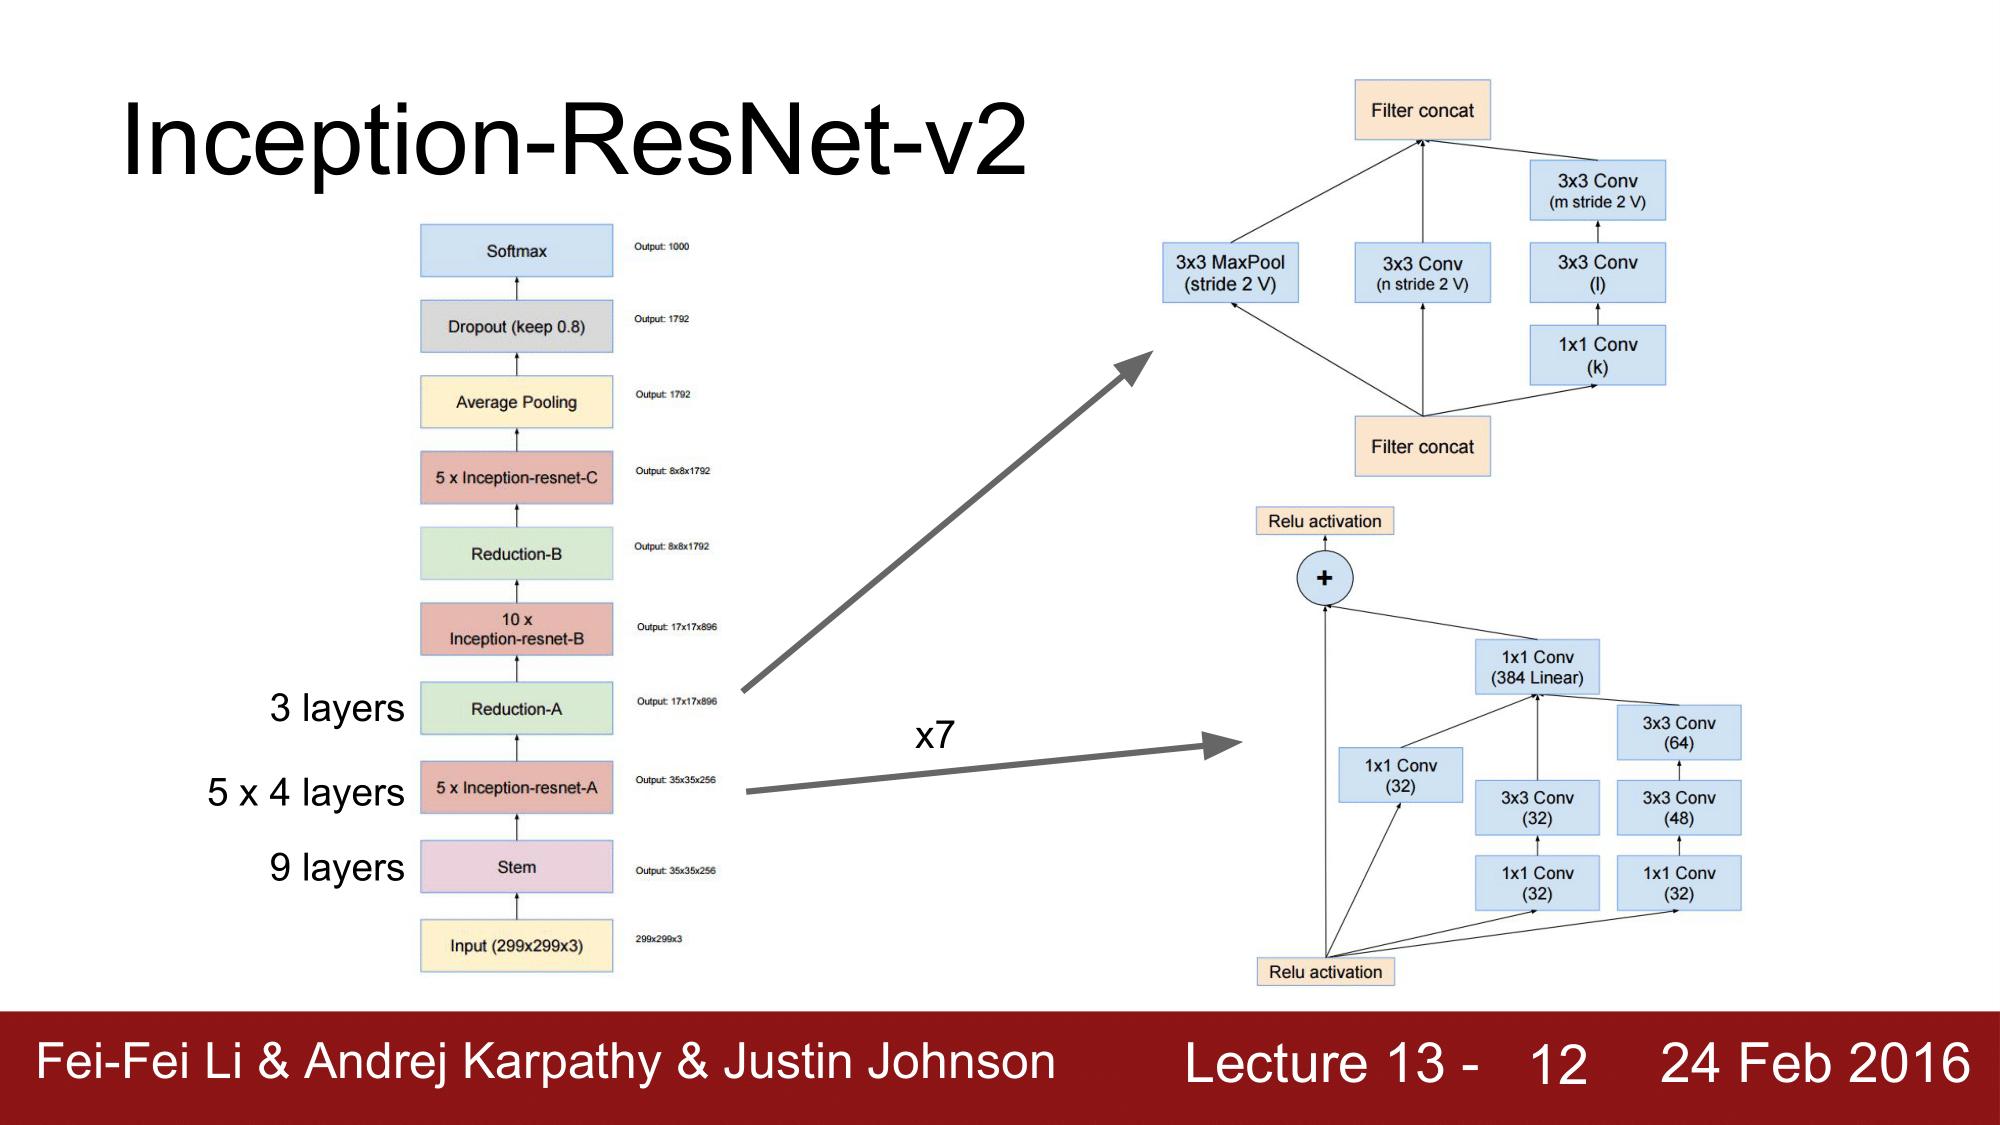 Inception-ResNet-v2
Softmax
Output: 1000
Dropout (keep 0.8)
Output: 1792
Average Pooling
Output: 1792
5 x Inception-resnet-C
Output: 8x8x1792
Reduction-B
Output: 8x8x1792
10 x
Inception-resnet-B
Output: 17x17x896
3 layers
Reduction-A
Output: 17x17x896
5 x 4 layers
5 x Inception-resnet-A
Output: 35x35x256
9 layers
Stem
Output: 35x35x256
Input (299x299x3)
299x299x3
x7
Filter concat
3x3 Conv
(m stride 2 V)
3x3 MaxPool
(stride 2 V)
3x3 Conv
(n stride 2 V)
3x3 Conv
(l)
1x1 Conv
(k)
Filter concat
Relu activation
+
1x1 Conv
(384 Linear)
3x3 Conv
(64)
1x1 Conv
(32)
3x3 Conv
(32)
3x3 Conv
(48)
1x1 Conv
(32)
1x1 Conv
(32)
Relu activation
Fei-Fei Li & Andrej Karpathy & Justin Johnson
Lecture 13 - 12
24 Feb 2016